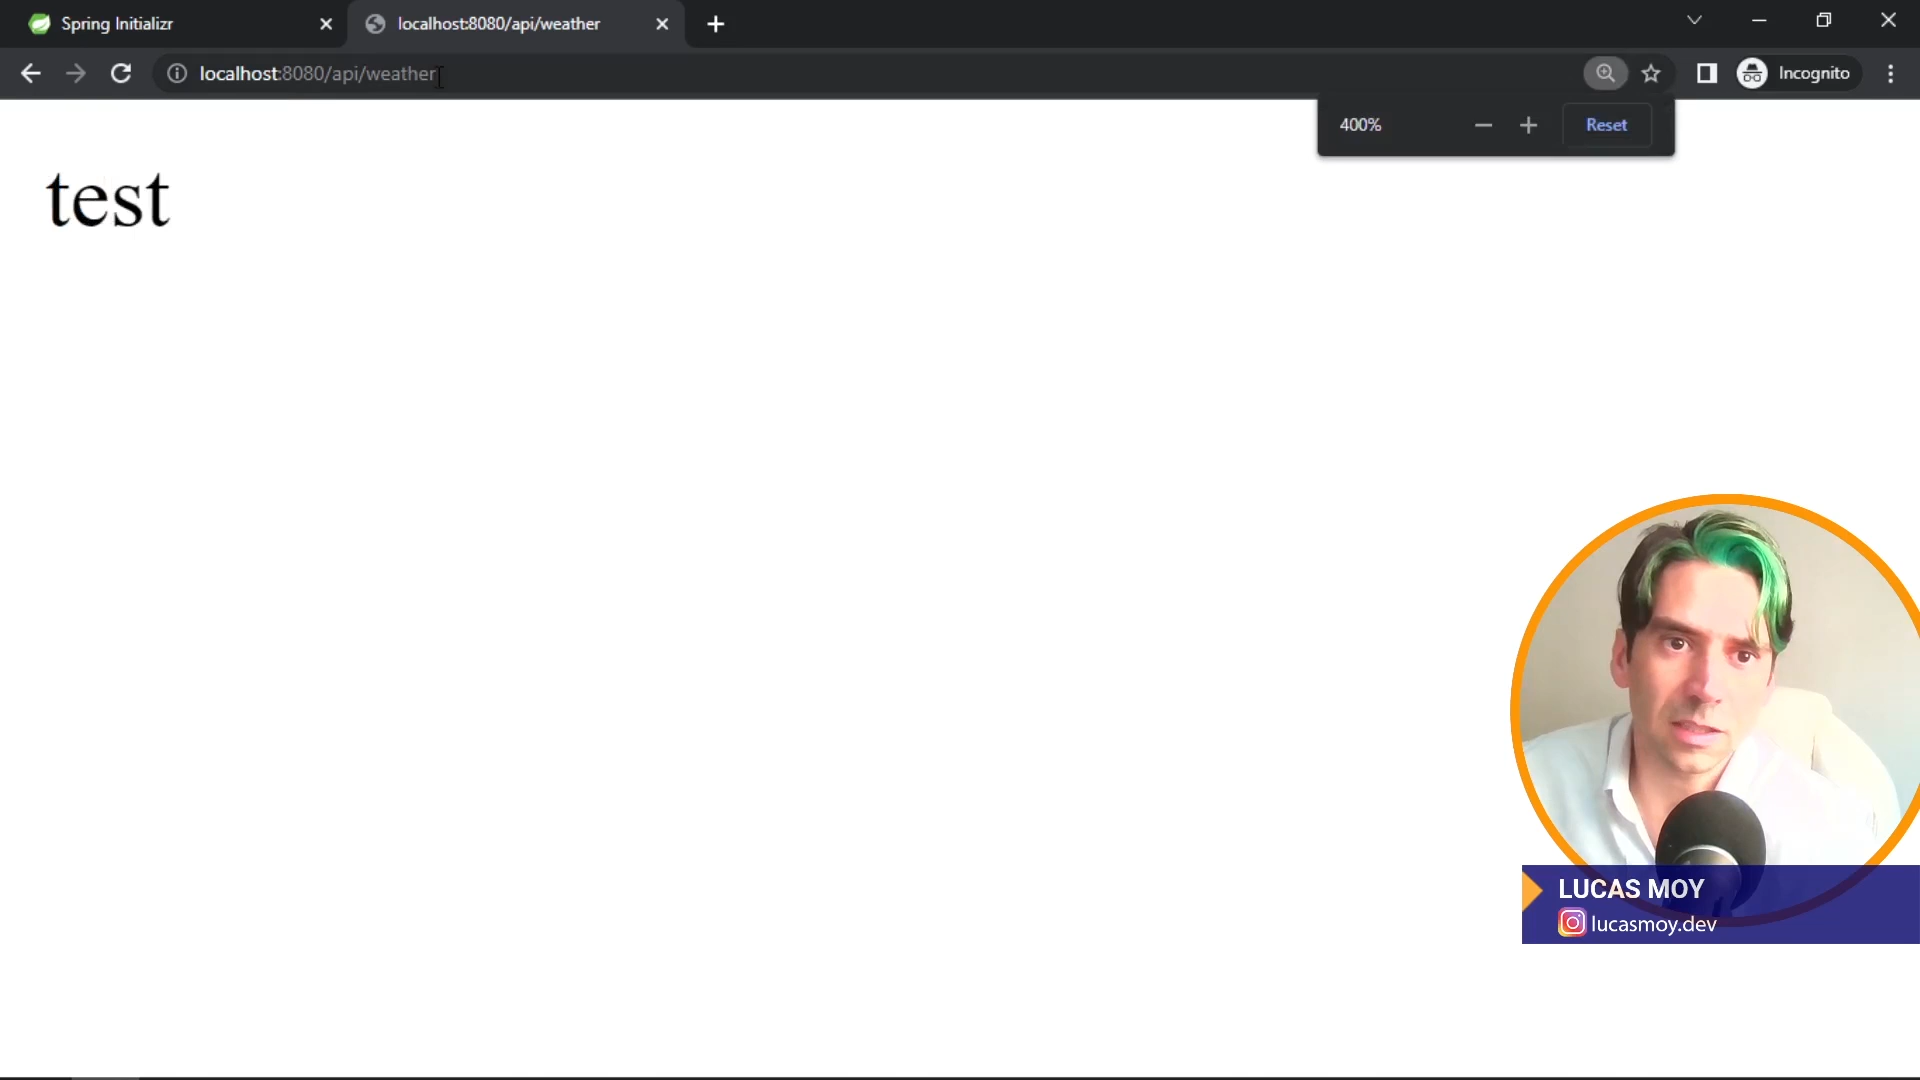 Spring Initializr
localhost:8080/api/weather
localhost:8080/api/weather
Incognito
400%
Reset
test
LUCAS MOY
lucasmoy.dev